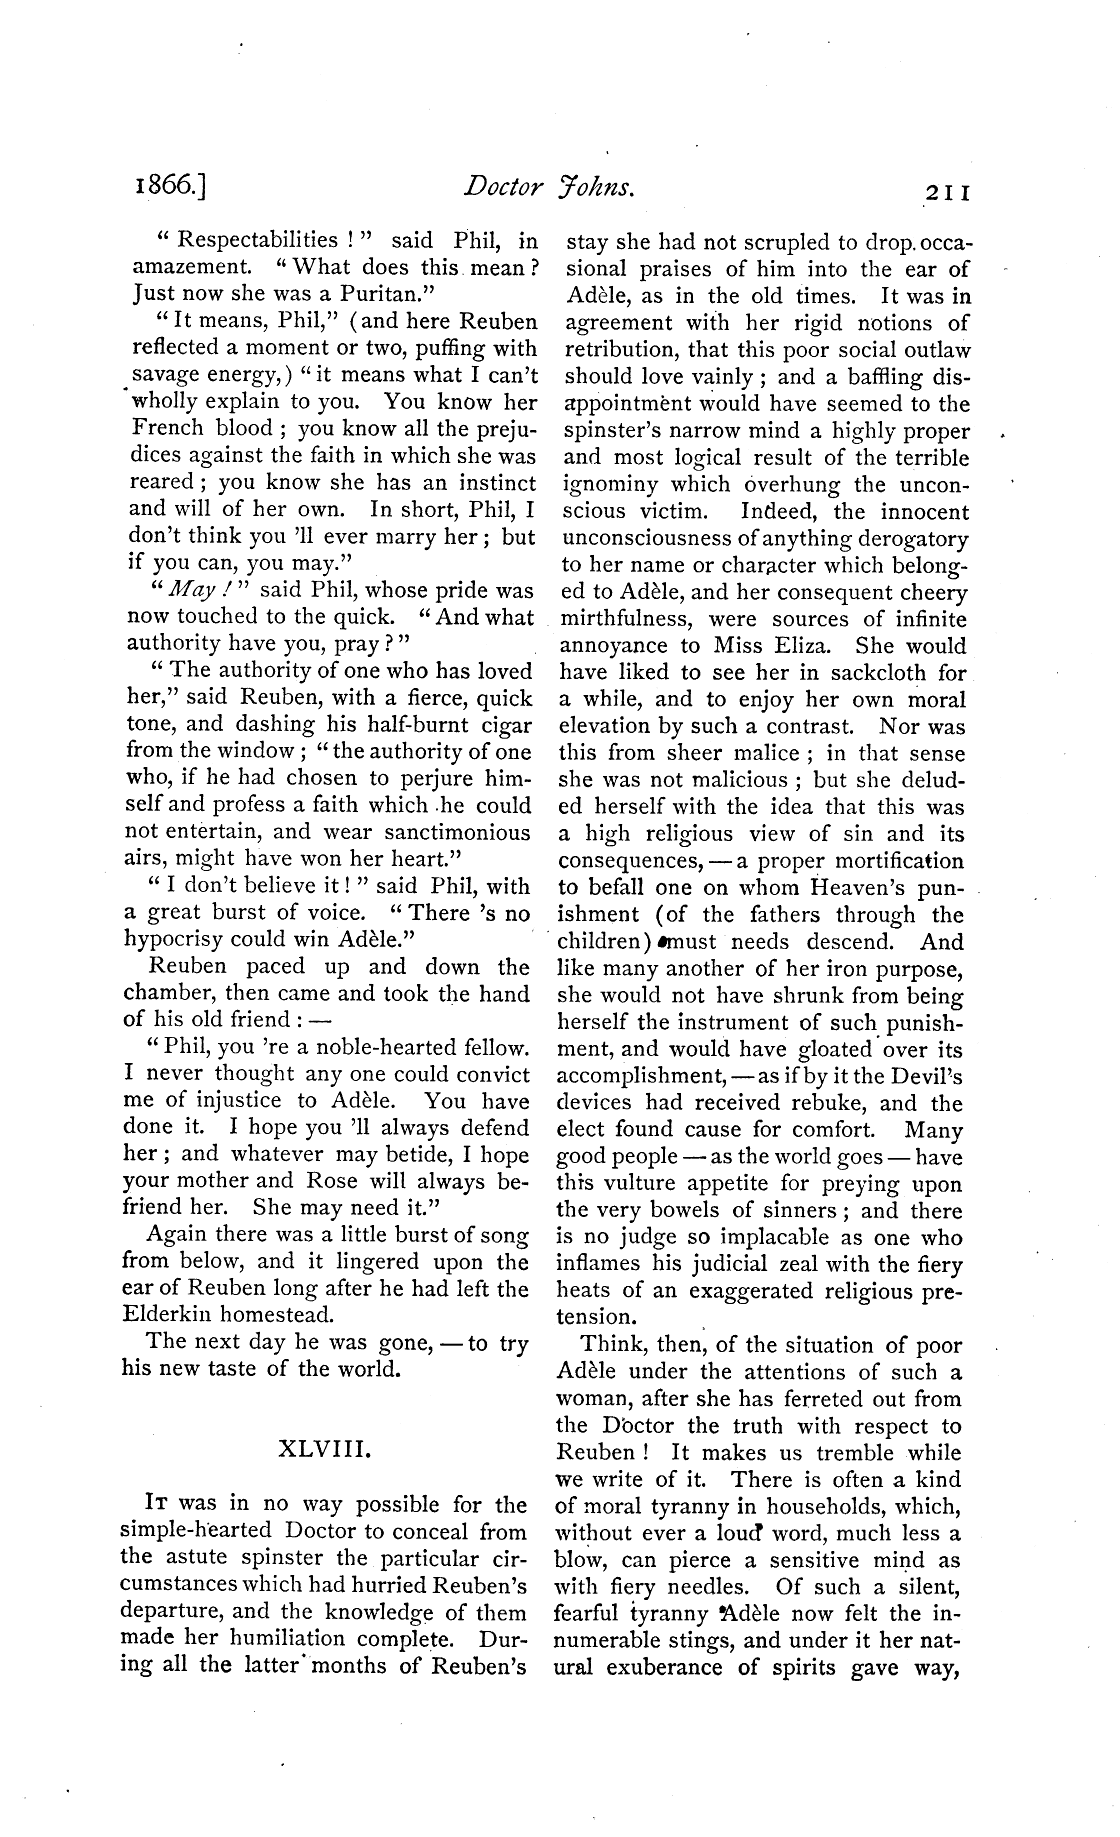 1866.] Doctor Johns. 211
“ Respectabilities ! ” said Phil, in
amazement. “ What does this mean ?
Just now she was a Puritan.”
“ It means, Phil,” (and here Reuben
reflected a moment or two, puffing with
savage energy,) “ it means what I can't
wholly explain to you. You know her
French blood ; you know all the preju-
dices against the faith in which she was
reared ; you know she has an instinct
and will of her own. In short, Phil, I
don't think you 'll ever marry her ; but
if you can, you may.”
“ May ! ” said Phil, whose pride was
now touched to the quick. “ And what
authority have you, pray ? ”
“ The authority of one who has loved
her,” said Reuben, with a fierce, quick
tone, and dashing his half-burnt cigar
from the window ; “ the authority of one
who, if he had chosen to perjure him-
self and profess a faith which he could
not entertain, and wear sanctimonious
airs, might have won her heart.”
“ I don't believe it ! ” said Phil, with
a great burst of voice. “ There 's no
hypocrisy could win Adèle.”
Reuben paced up and down the
chamber, then came and took the hand
of his old friend : —
“ Phil, you 're a noble-hearted fellow.
I never thought any one could convict
me of injustice to Adèle. You have
done it. I hope you 'll always defend
her ; and whatever may betide, I hope
your mother and Rose will always be-
friend her. She may need it.”
Again there was a little burst of song
from below, and it lingered upon the
ear of Reuben long after he had left the
Elderkin homestead.
The next day he was gone, — to try
his new taste of the world.
XLVIII.
IT was in no way possible for the
simple-hearted Doctor to conceal from
the astute spinster the particular cir-
cumstances which had hurried Reuben's
departure, and the knowledge of them
made her humiliation complete. Dur-
ing all the latter months of Reuben's
stay she had not scrupled to drop occa-
sional praises of him into the ear of
Adèle, as in the old times. It was in
agreement with her rigid notions of
retribution, that this poor social outlaw
should love vainly ; and a baffling dis-
appointment would have seemed to the
spinster's narrow mind a highly proper
and most logical result of the terrible
ignominy which overhung the uncon-
scious victim. Indeed, the innocent
unconsciousness of anything derogatory
to her name or character which belong-
ed to Adèle, and her consequent cheery
mirthfulness, were sources of infinite
annoyance to Miss Eliza. She would
have liked to see her in sackcloth for
a while, and to enjoy her own moral
elevation by such a contrast. Nor was
this from sheer malice ; in that sense
she was not malicious ; but she delud-
ed herself with the idea that this was
a high religious view of sin and its
consequences, — a proper mortification
to befall one on whom Heaven's pun-
ishment (of the fathers through the
children) must needs descend. And
like many another of her iron purpose,
she would not have shrunk from being
herself the instrument of such punish-
ment, and would have gloated over its
accomplishment, — as if by it the Devil's
devices had received rebuke, and the
elect found cause for comfort. Many
good people — as the world goes — have
this vulture appetite for preying upon
the very bowels of sinners ; and there
is no judge so implacable as one who
inflames his judicial zeal with the fiery
heats of an exaggerated religious pre-
tension.
Think, then, of the situation of poor
Adèle under the attentions of such a
woman, after she has ferreted out from
the Doctor the truth with respect to
Reuben ! It makes us tremble while
we write of it. There is often a kind
of moral tyranny in households, which,
without ever a loud word, much less a
blow, can pierce a sensitive mind as
with fiery needles. Of such a silent,
fearful tyranny Adèle now felt the in-
numerable stings, and under it her nat-
ural exuberance of spirits gave way,